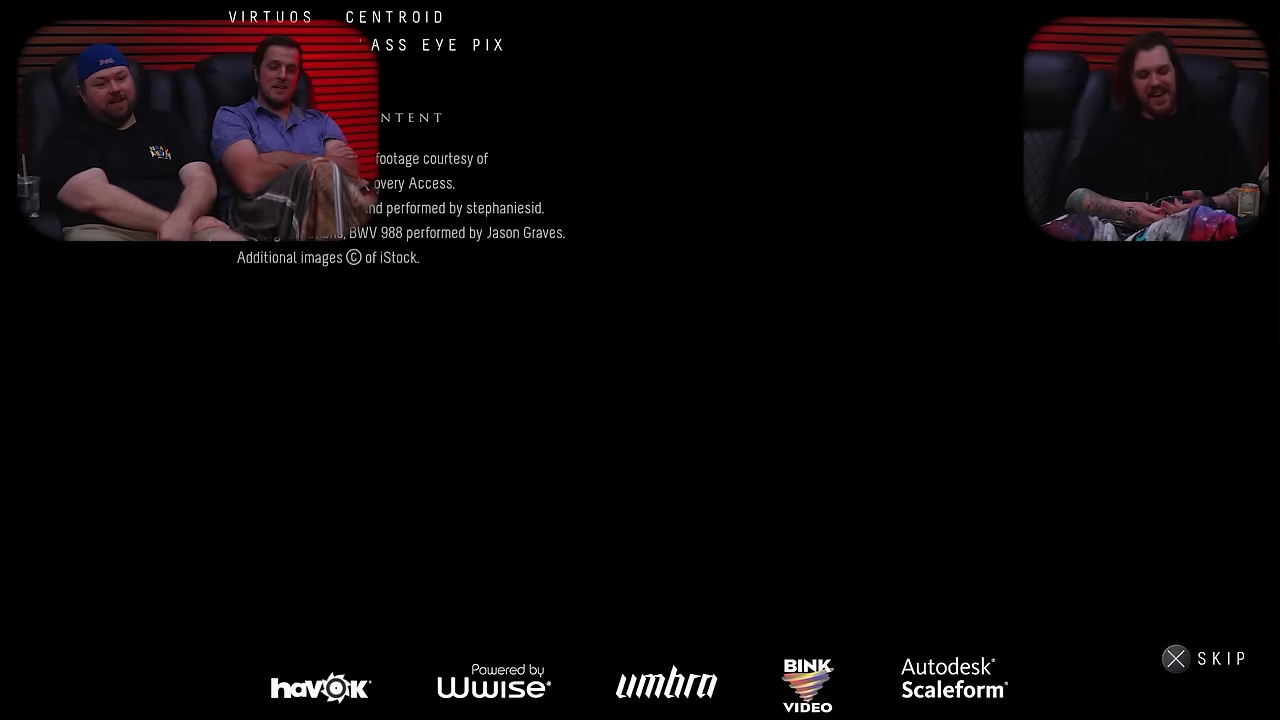 VIRTUOS CENTROID
ASS EYE PIX
NTENT
footage courtesy of
overy Access.
nd performed by stephaniesid.
BWV 988 performed by Jason Graves.
Additional images © of iStock.
SKIP
havok
Powered by
Wwise
umbra
BINK
VIDEO
Autodesk®
Scaleform®